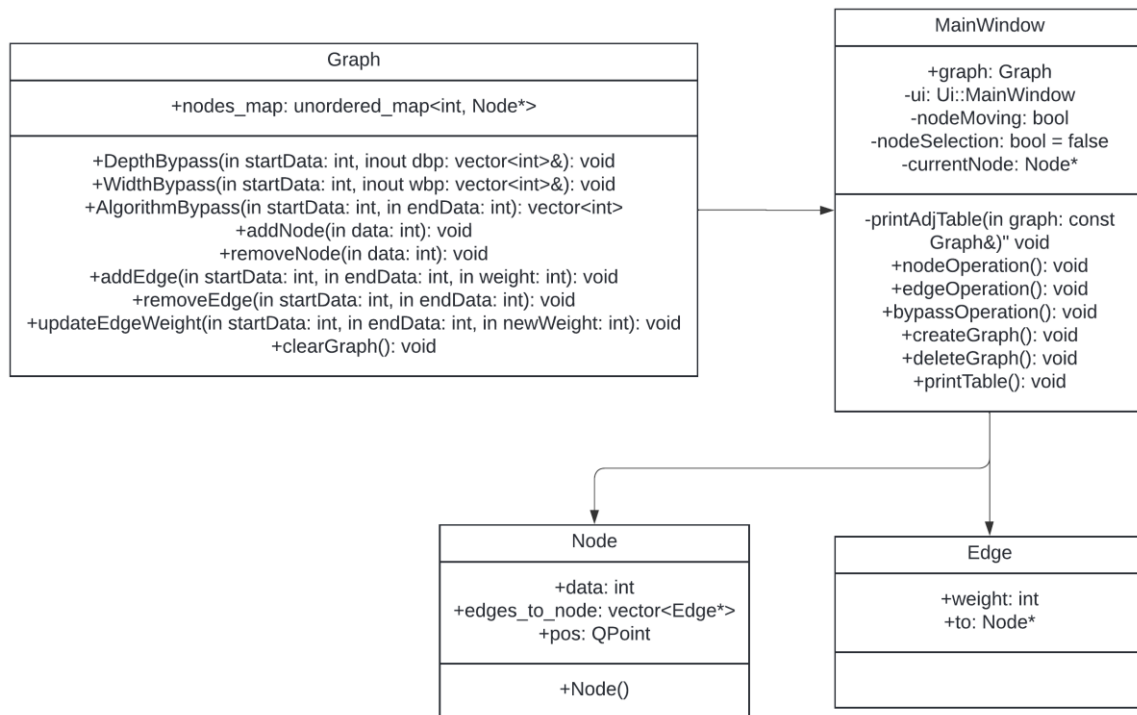 Graph
+nodes_map: unordered_map<int, Node*>
+DepthBypass(in startData: int, inout dbp: vector<int>&): void
+WidthBypass(in startData: int, inout wbp: vector<int>&): void
+AlgorithmBypass(in startData: int, in endData: int): vector<int>
+addNode(in data: int): void
+removeNode(in data: int): void
+addEdge(in startData: int, in endData: int, in weight: int): void
+removeEdge(in startData: int, in endData: int): void
+updateEdgeWeight(in startData: int, in endData: int, in newWeight: int): void
+clearGraph(): void
MainWindow
+graph: Graph
-ui: Ui::MainWindow
-nodeMoving: bool
-nodeSelection: bool = false
-currentNode: Node*
-printAdjTable(in graph: const
Graph&)" void
+nodeOperation(): void
+edgeOperation(): void
+bypassOperation(): void
+createGraph(): void
+deleteGraph(): void
+printTable(): void
Node
+data: int
+edges_to_node: vector<Edge*>
+pos: QPoint
+Node()
Edge
+weight: int
+to: Node*